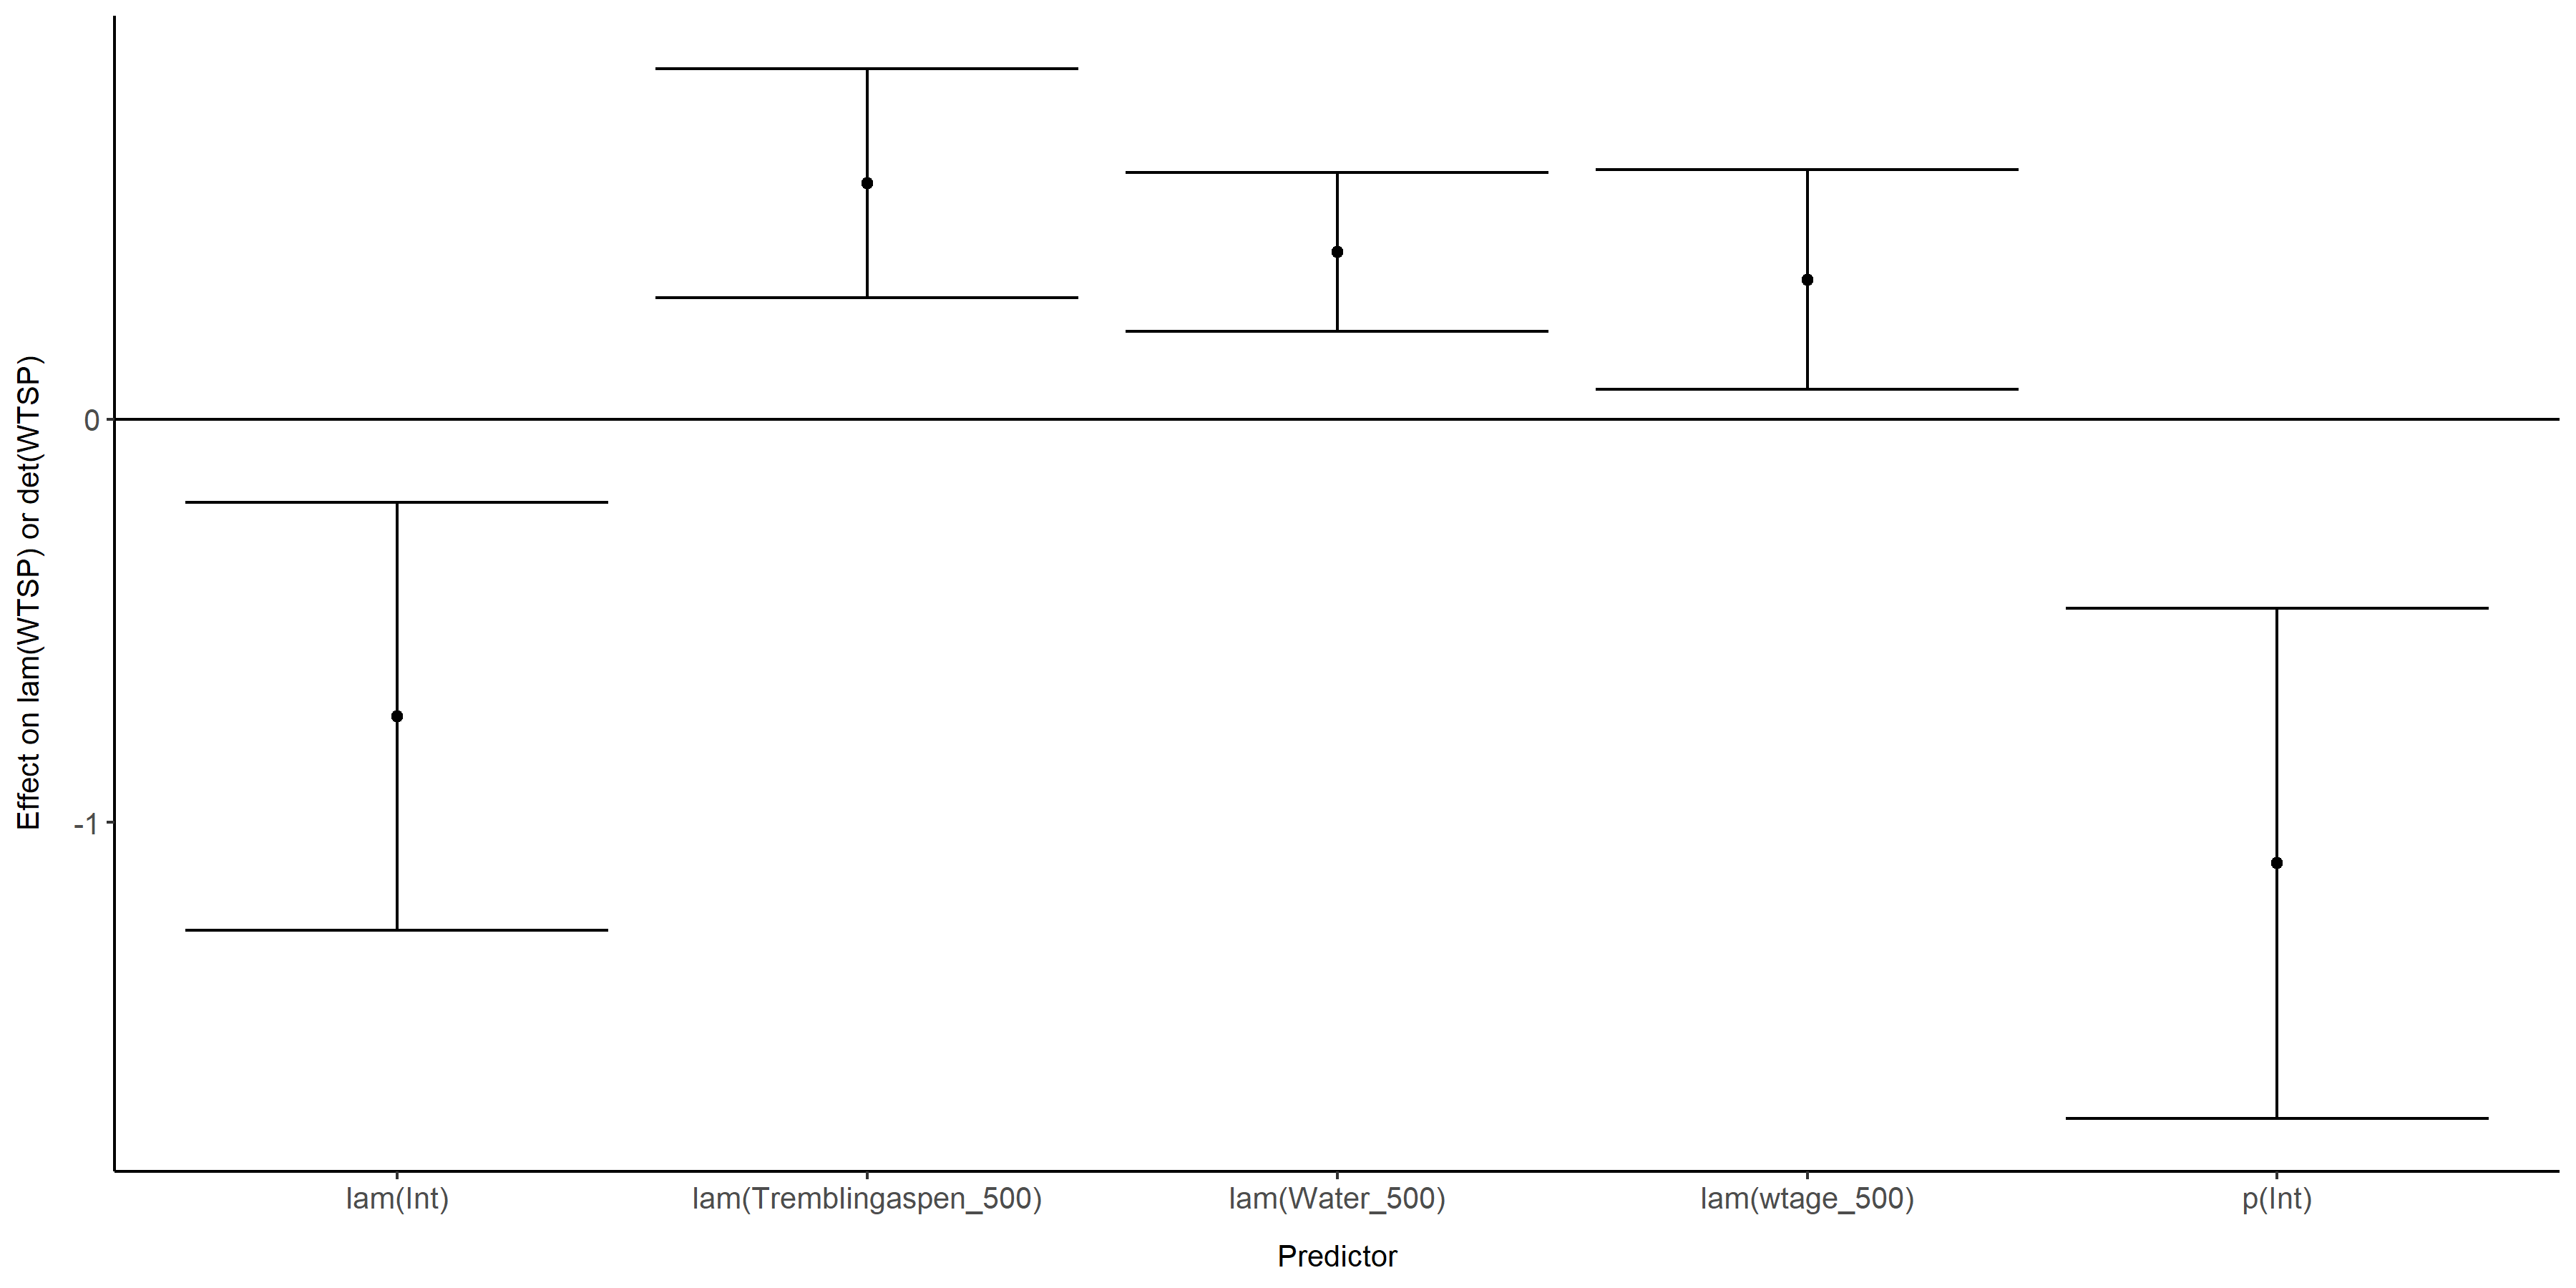 Effect on lam(WTSP) or det(WTSP)
0
-1
lam(Int)
lam(Tremblingaspen_500)
lam(Water_500)
lam(wtage_500)
p(Int)
Predictor